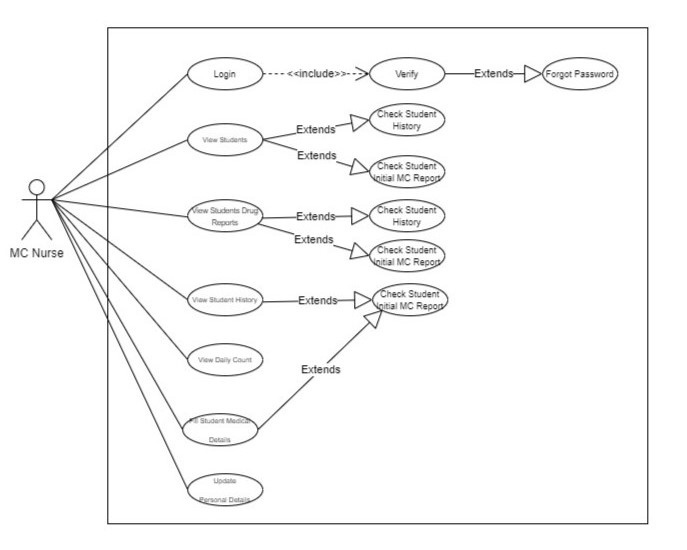 Login
<<include>>
Verify
Extends
Forgot Password
View Students
Extends
Check Student
History
Extends
Check Student
Initial MC Report
MC Nurse
View Students Drug
Reports
Extends
Check Student
History
Extends
Check Student
Initial MC Report
View Student History
Extends
Check Student
Initial MC Report
View Daily Count
Extends
Fill Student Medical
Details
Update
Personal Details